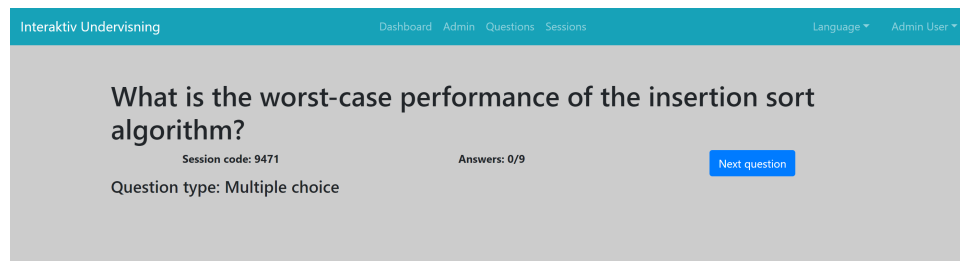 Interaktiv Undervisning Dashboard Admin Questions Sessions Language Admin User
What is the worst-case performance of the insertion sort
algorithm?
Session code: 9471 Answers: 0/9 Next question
Question type: Multiple choice